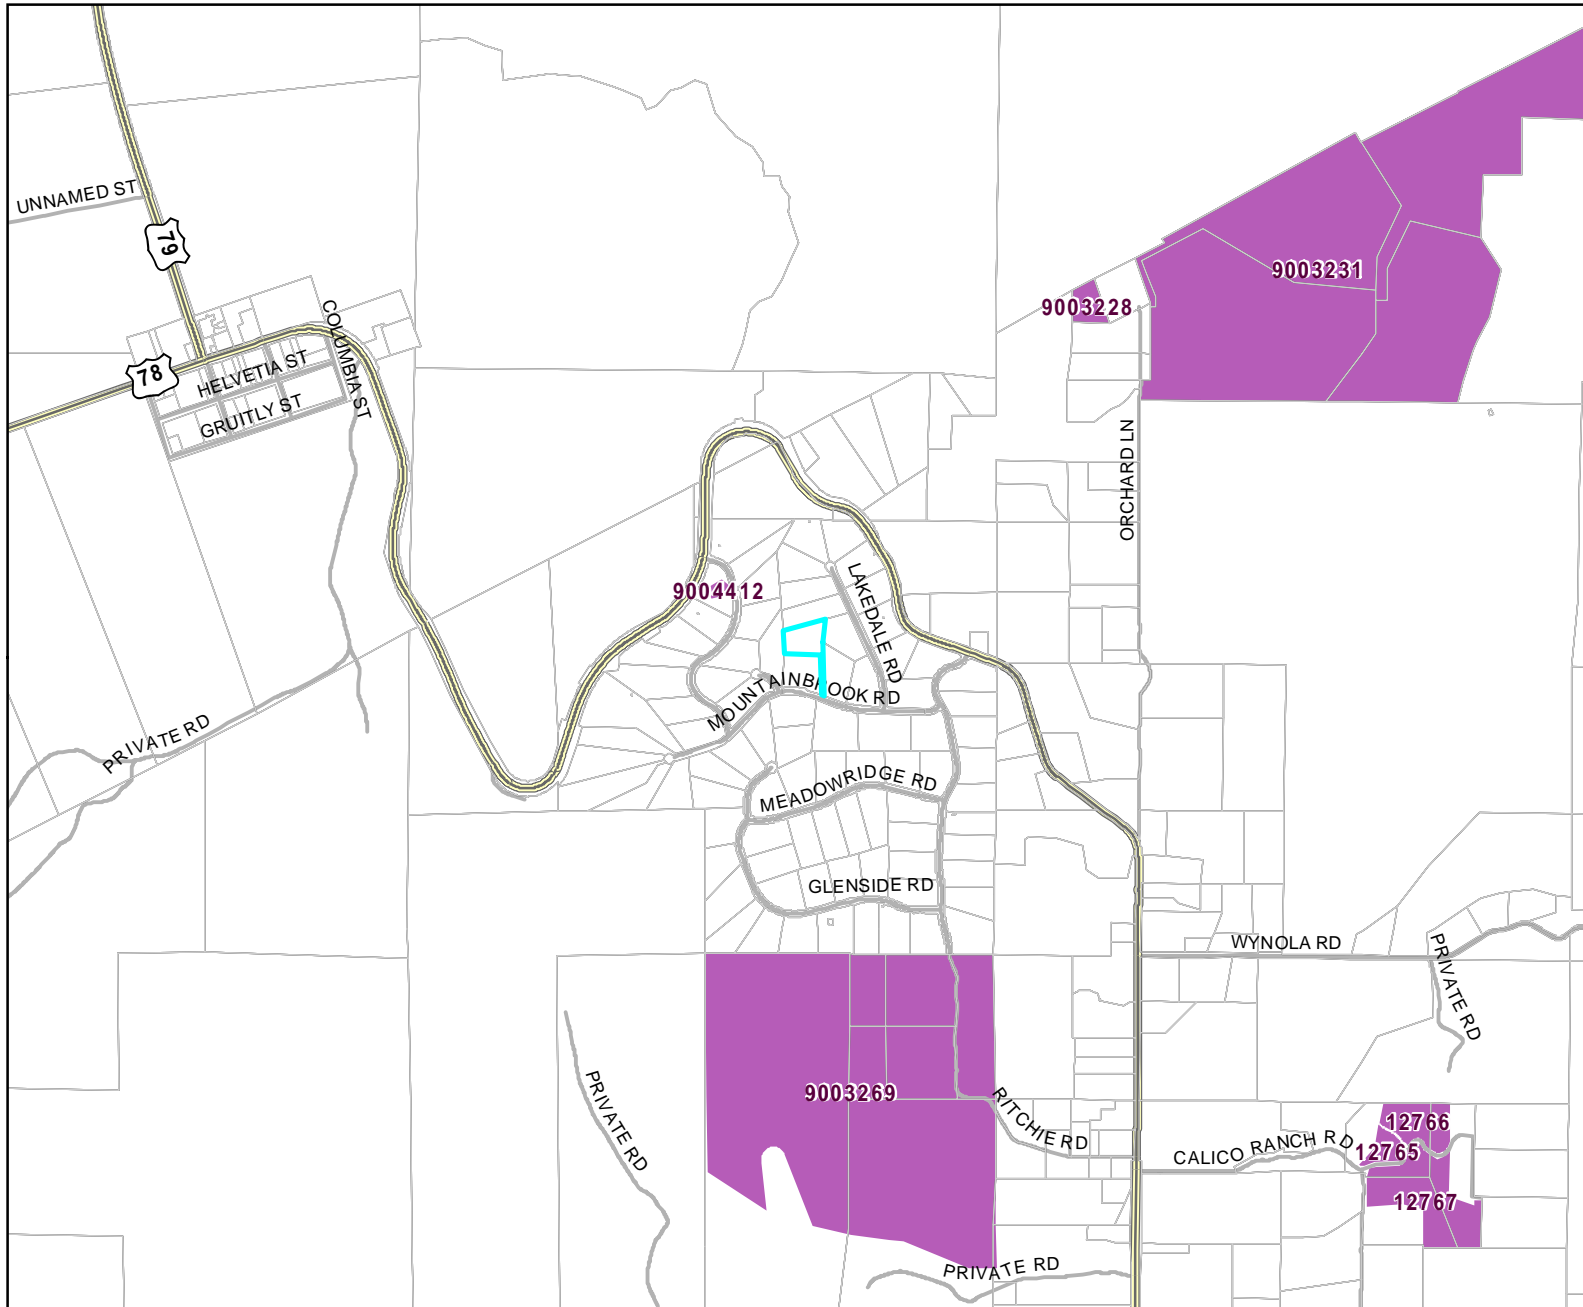 UNNAMED ST
79
9003231
9003228
COLUMBIA ST
78
HELVETIA ST
GRUITLY ST
ORCHARD LN
9004412
LAKEDALE RD
MOUNTAINBROOK RD
PRIVATE RD
MEADOWRIDGE RD
GLENSIDE RD
WYNOLA RD
PRIVATE RD
PRIVATE RD
9003269
RITCHIE RD
12766
CALICO RANCH RD
12765
12767
PRIVATE RD